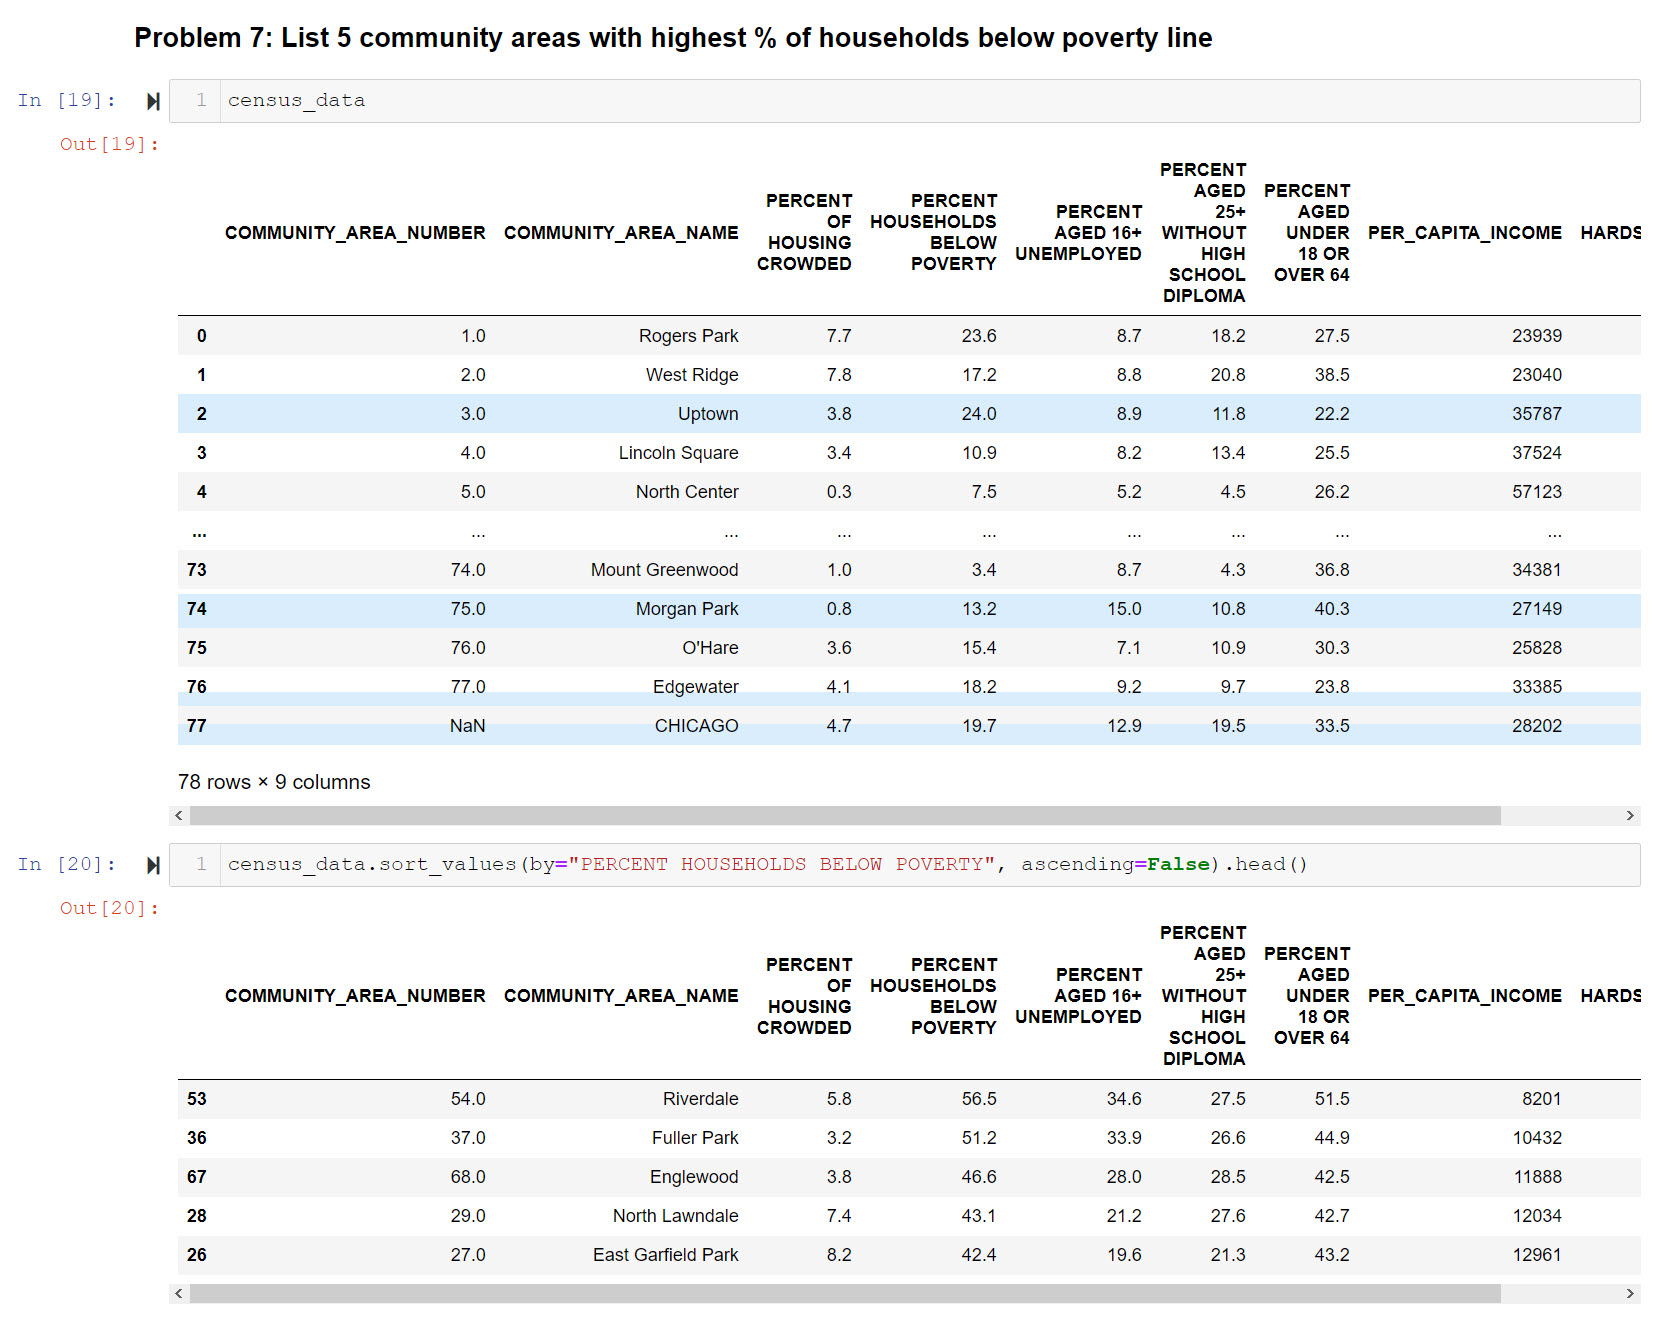 Problem 7: List 5 community areas with highest % of households below poverty line
In [19]: 1 census_data
Out[19]:
COMMUNITY_AREA_NUMBER COMMUNITY_AREA_NAME PERCENT OF HOUSING CROWDED PERCENT HOUSEHOLDS BELOW POVERTY PERCENT AGED 16+ UNEMPLOYED PERCENT AGED 25+ WITHOUT HIGH SCHOOL DIPLOMA PERCENT AGED UNDER 18 OR OVER 64 PER_CAPITA_INCOME HARDS
0 1.0 Rogers Park 7.7 23.6 8.7 18.2 27.5 23939
1 2.0 West Ridge 7.8 17.2 8.8 20.8 38.5 23040
2 3.0 Uptown 3.8 24.0 8.9 11.8 22.2 35787
3 4.0 Lincoln Square 3.4 10.9 8.2 13.4 25.5 37524
4 5.0 North Center 0.3 7.5 5.2 4.5 26.2 57123
... ... ... ... ... ... ... ... ...
73 74.0 Mount Greenwood 1.0 3.4 8.7 4.3 36.8 34381
74 75.0 Morgan Park 0.8 13.2 15.0 10.8 40.3 27149
75 76.0 O'Hare 3.6 15.4 7.1 10.9 30.3 25828
76 77.0 Edgewater 4.1 18.2 9.2 9.7 23.8 33385
77 NaN CHICAGO 4.7 19.7 12.9 19.5 33.5 28202
78 rows × 9 columns
In [20]: 1 census_data.sort_values(by="PERCENT HOUSEHOLDS BELOW POVERTY", ascending=False).head()
Out[20]:
COMMUNITY_AREA_NUMBER COMMUNITY_AREA_NAME PERCENT OF HOUSING CROWDED PERCENT HOUSEHOLDS BELOW POVERTY PERCENT AGED 16+ UNEMPLOYED PERCENT AGED 25+ WITHOUT HIGH SCHOOL DIPLOMA PERCENT AGED UNDER 18 OR OVER 64 PER_CAPITA_INCOME HARDS
53 54.0 Riverdale 5.8 56.5 34.6 27.5 51.5 8201
36 37.0 Fuller Park 3.2 51.2 33.9 26.6 44.9 10432
67 68.0 Englewood 3.8 46.6 28.0 28.5 42.5 11888
28 29.0 North Lawndale 7.4 43.1 21.2 27.6 42.7 12034
26 27.0 East Garfield Park 8.2 42.4 19.6 21.3 43.2 12961